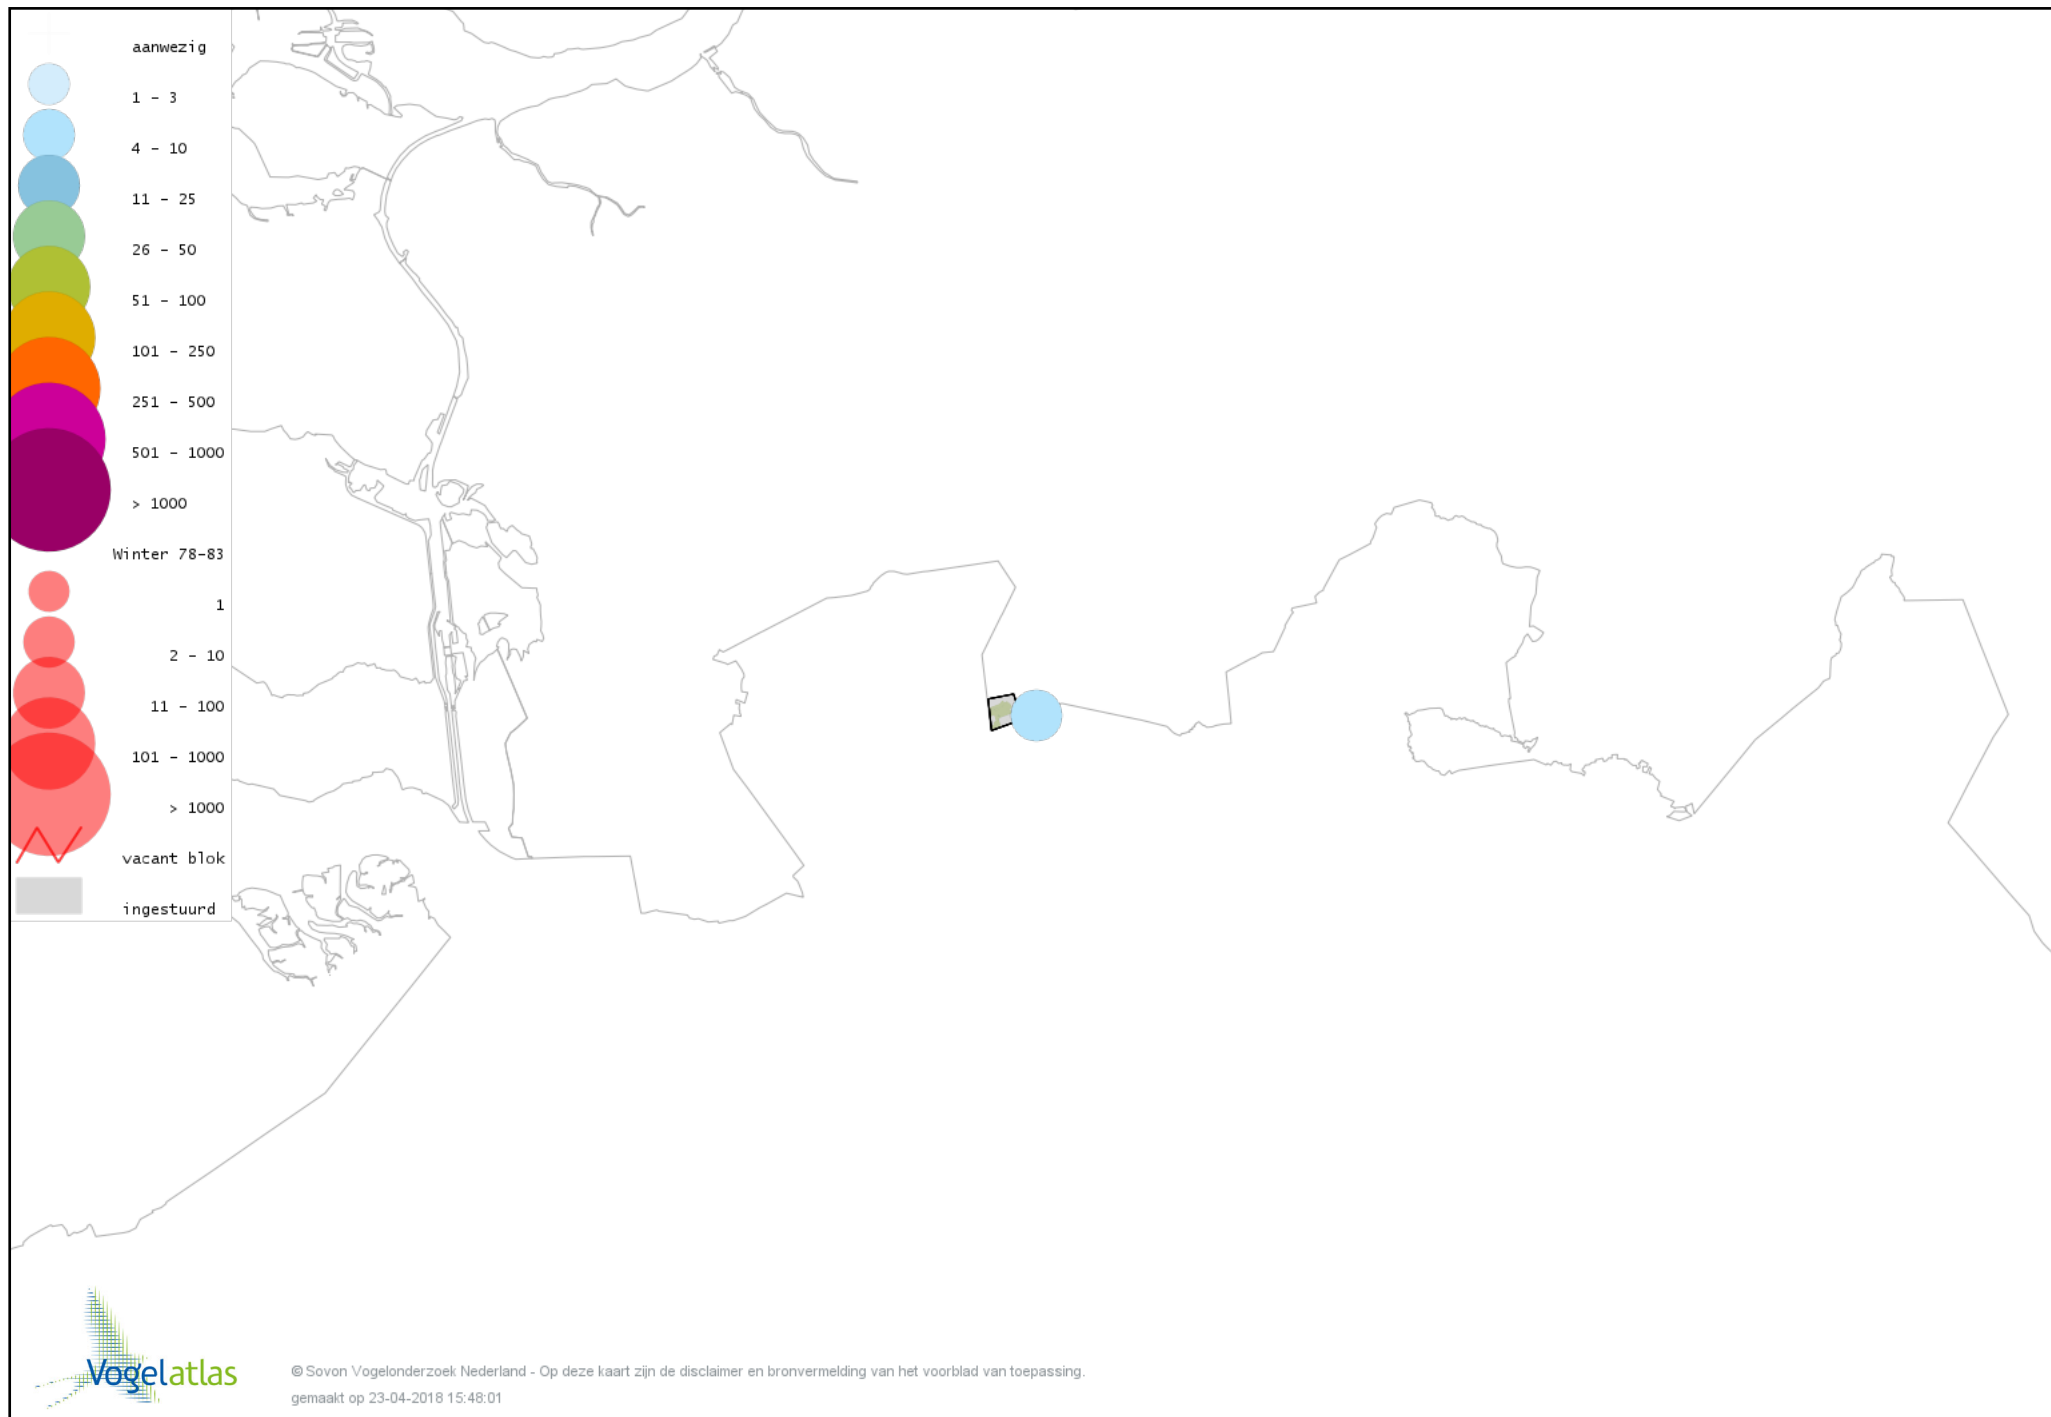 aanwezig
1 - 3
4 - 10
11 - 25
26 - 50
51 - 100
101 - 250
251 - 500
501 - 1000
> 1000
Winter 78-83
1
2 - 10
11 - 100
101 - 1000
> 1000
vacant blok
ingestuurd
Vogelatlas
© Sovon Vogelonderzoek Nederland - Op deze kaart zijn de disclaimer en bronvermelding van het voorblad van toepassing.
gemaakt op 23-04-2018 15:48:01